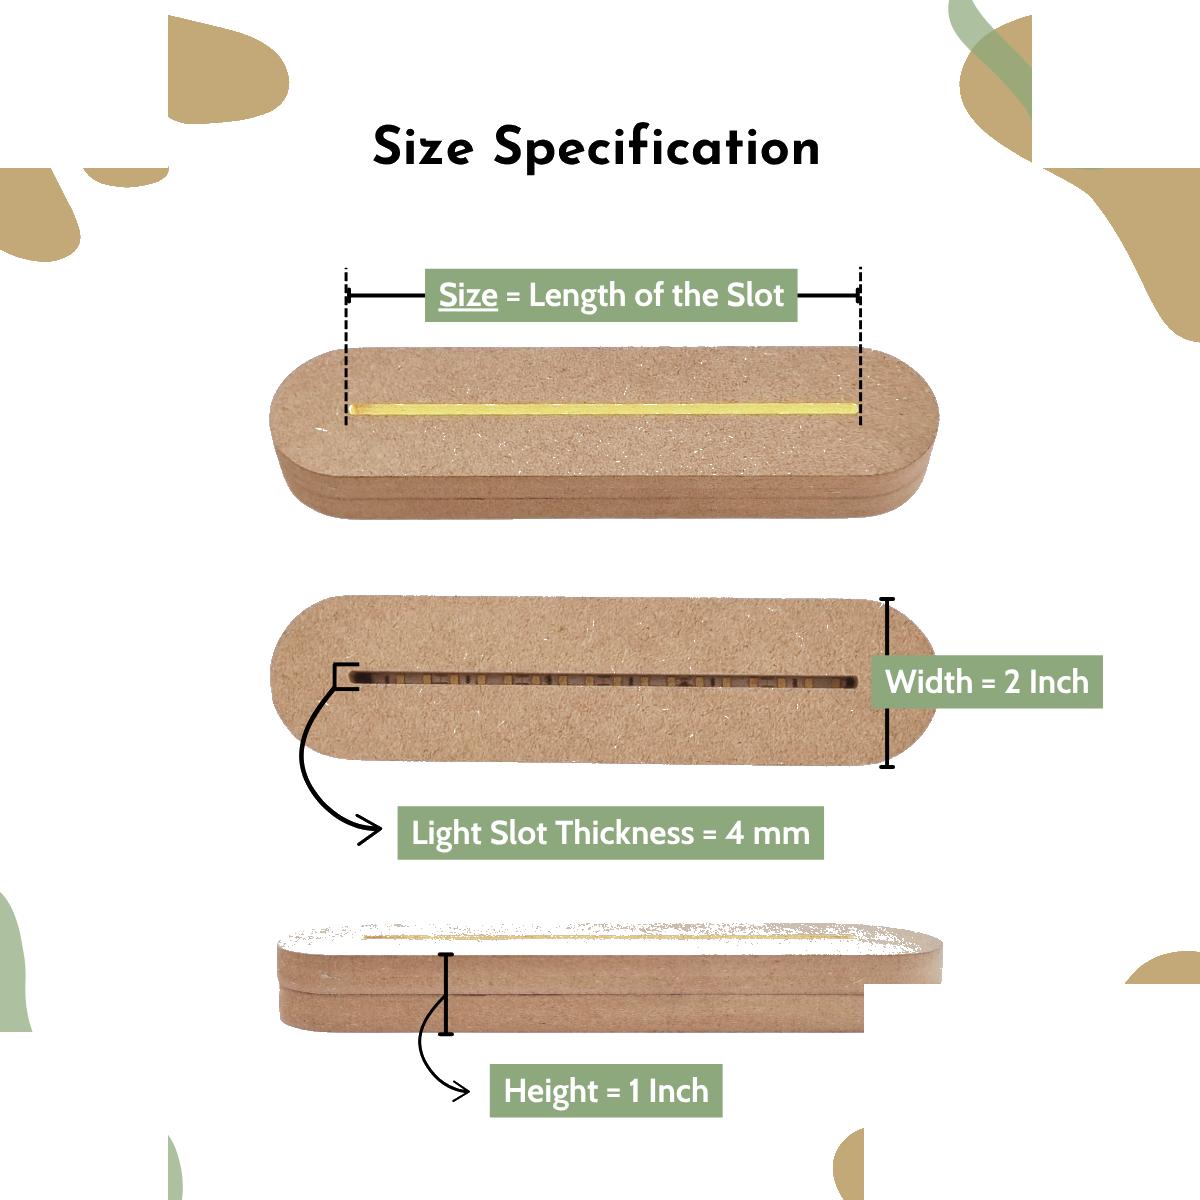 Size Specification
Size = Length of the Slot
Width = 2 Inch
Light Slot Thickness = 4 mm
Height = 1 Inch